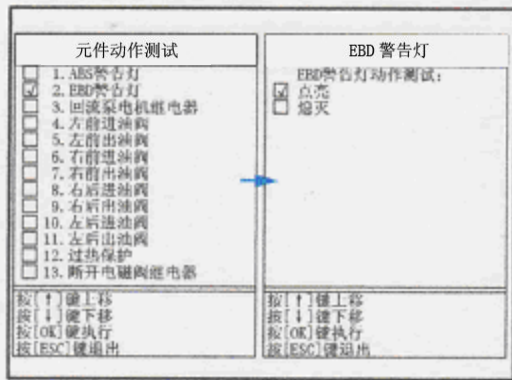 元件动作测试
1. ABS警告灯
2. EBD警告灯
3. 回流泵电机继电器
4. 左前进油阀
5. 左前出油阀
6. 右前进油阀
7. 右前出油阀
8. 右后进油阀
9. 右后出油阀
10. 左后进油阀
11. 左后出油阀
12. 过热保护
13. 断开电磁阀继电器
按[↑]键上移
按[↓]键下移
按[OK]键执行
按[ESC]键退出
EBD 警告灯
EBD警告灯动作测试:
点亮
熄灭
按[↑]键上移
按[↓]键下移
按[OK]键执行
按[ESC]键退出